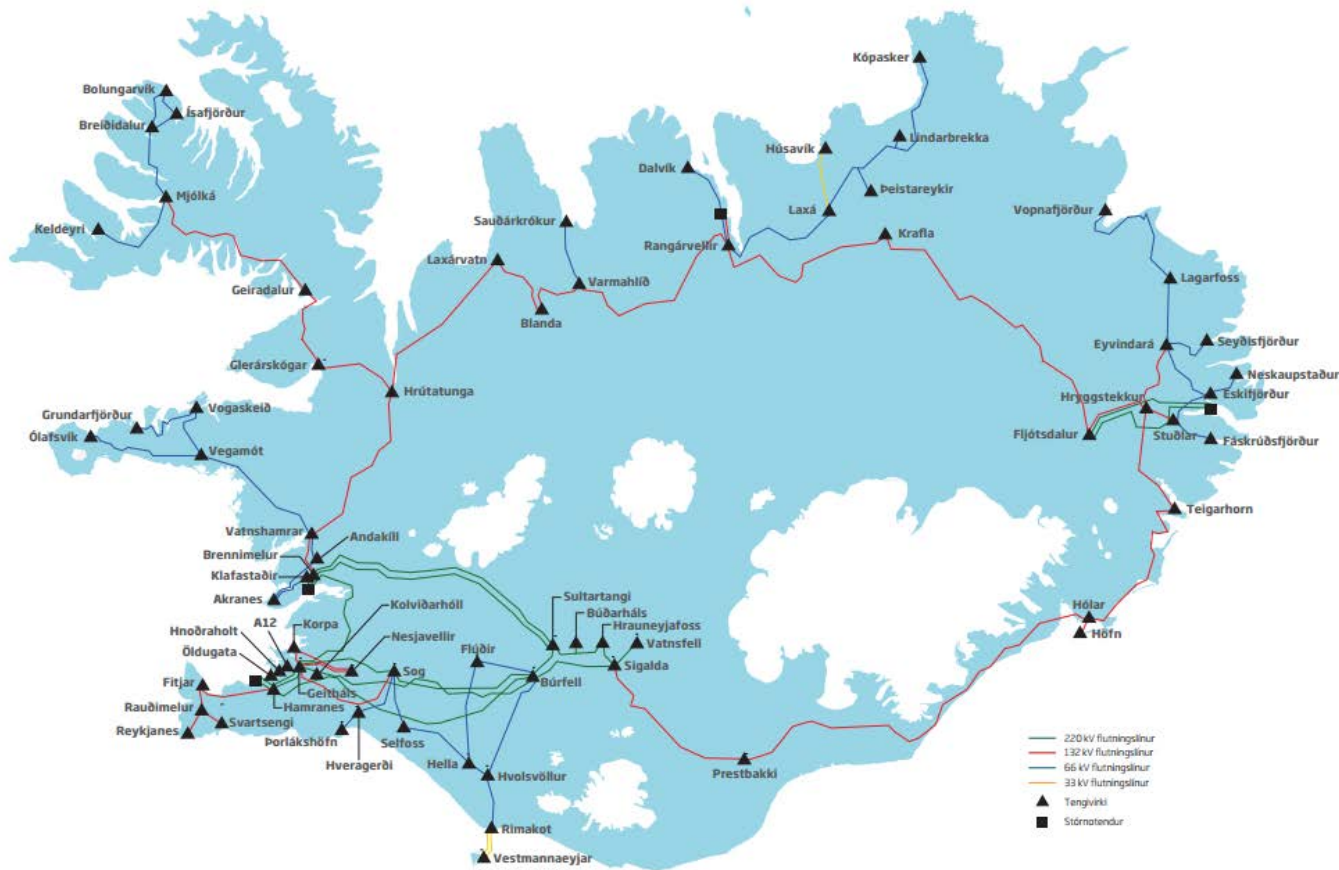 Kópasker
Bolungarvík
Ísafjörður
Breiðidalur
Lindarbrekka
Húsavík
Dalvík
Þeistareykir
Mjólká
Laxá
Vopnafjörður
Keldeyri
Sauðárkrókur
Krafla
Rangárvellir
Laxárvatn
Lagarfoss
Geiradalur
Varmahlíð
Blanda
Eyvindará
Seyðisfjörður
Glerárskógar
Neskaupstaður
Hrútatunga
Hryggstekkur
Eskifjörður
Vogaskeið
Grundarfjörður
Ólafsvík
Stuðlar
Fljótsdalur
Fáskrúðsfjörður
Vegamót
Teigarhorn
Vatnshamrar
Andakíll
Brennimelur
Klafastaðir
Akranes
Sultartangi
Kolviðarhóll
Búðarháls
Hólar
A12
Korpa
Hrauneyjafoss
Höfn
Hnoðraholt
Nesjavellir
Vatnsfell
Öldugata
Flúðir
Sog
Sigalda
Búrfell
Fitjar
Geitháls
Hamranes
Rauðimelur
Svartsengi
Reykjanes
Þorlákshöfn
Selfoss
Hveragerði
Hella
Hvolsvöllur
Prestbakki
Rimakot
Vestmannaeyjar
220 kV flutningslínur
132 kV flutningslínur
66 kV flutningslínur
33 kV flutningslínur
Tengivirki
Stórnotendur